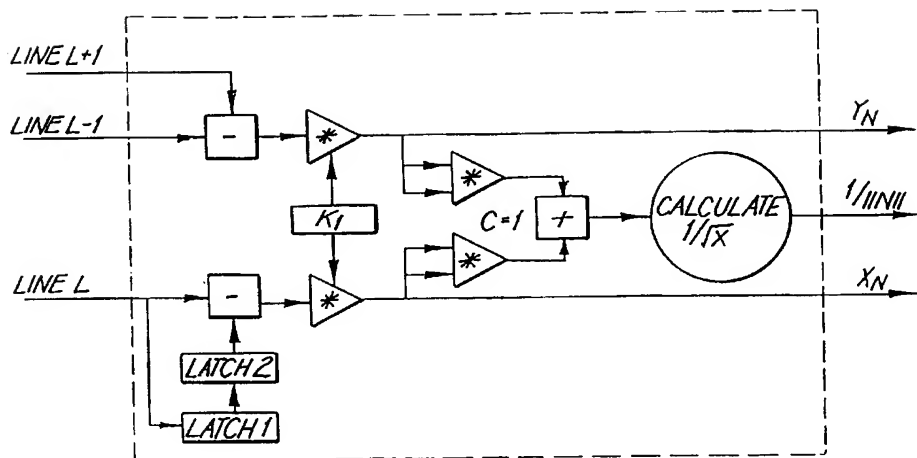 LINE L+1
LINE L-1
-
*
Y_N
*
K1
C=1
+
CALCULATE
1/√X
1/||N||
*
LINE L
-
*
X_N
LATCH 2
LATCH 1